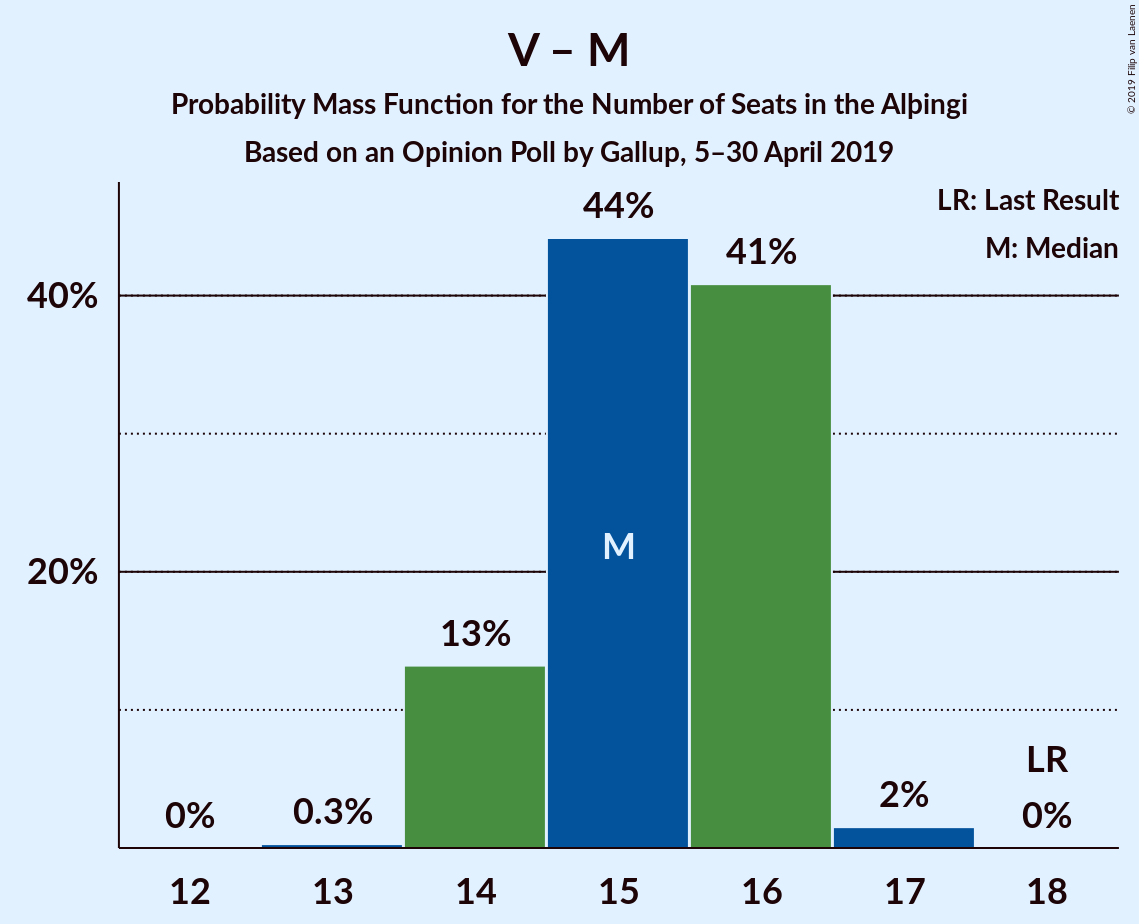 V – M
Probability Mass Function for the Number of Seats in the Alþingi
Based on an Opinion Poll by Gallup, 5–30 April 2019
© 2019 Filip van Laenen
LR: Last Result
M: Median
44%
41%
40%
M
20%
13%
LR
0%
0.3%
2%
0%
12 13 14 15 16 17 18